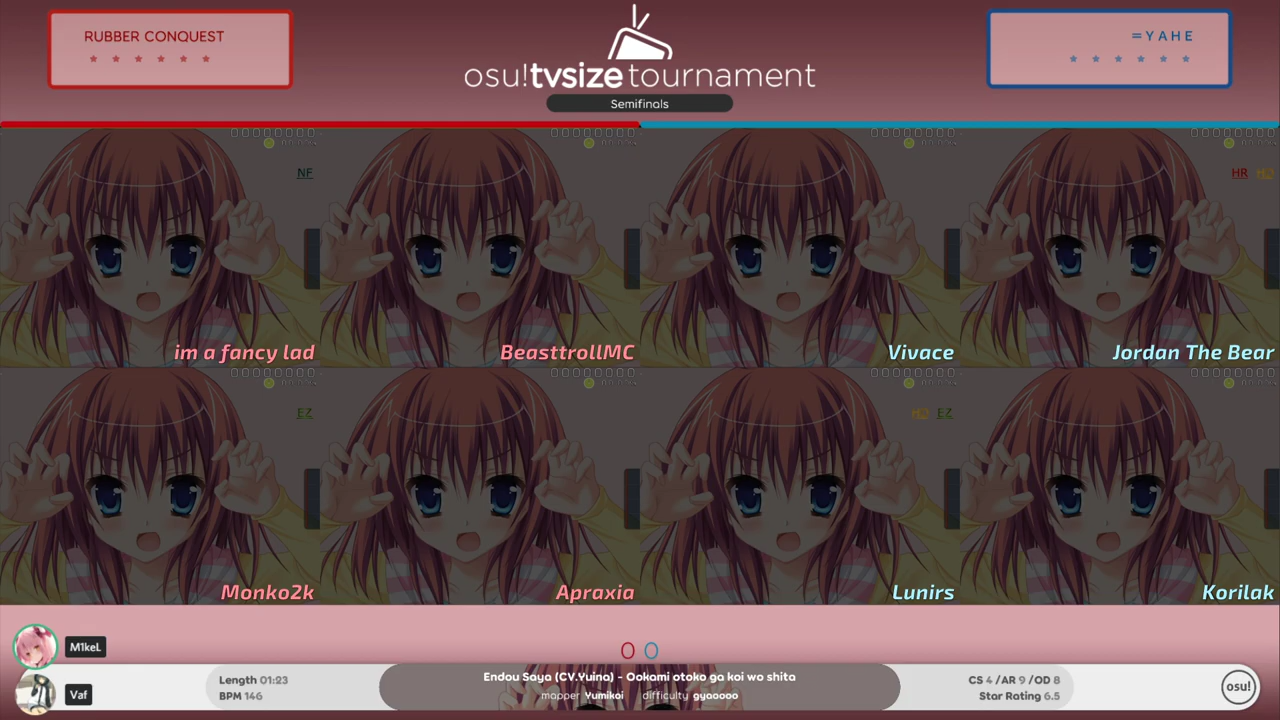 RUBBER CONQUEST
osu!tvsize tournament
Semifinals
=YAHE
NF
HR
im a fancy lad
BeasttrollMC
Vivace
Jordan The Bear
EZ
EZ
Monko2k
Apraxia
Lunirs
Korilak
M1keL
0 0
Vaf
Length 01:23
BPM 146
Endou Saya (CV.Yuina) - Ookami otoko ga koi wo shita
mapper Yumikoi difficulty gyaoooo
CS 4 /AR 9 /OD 8
Star Rating 6.5
osu!